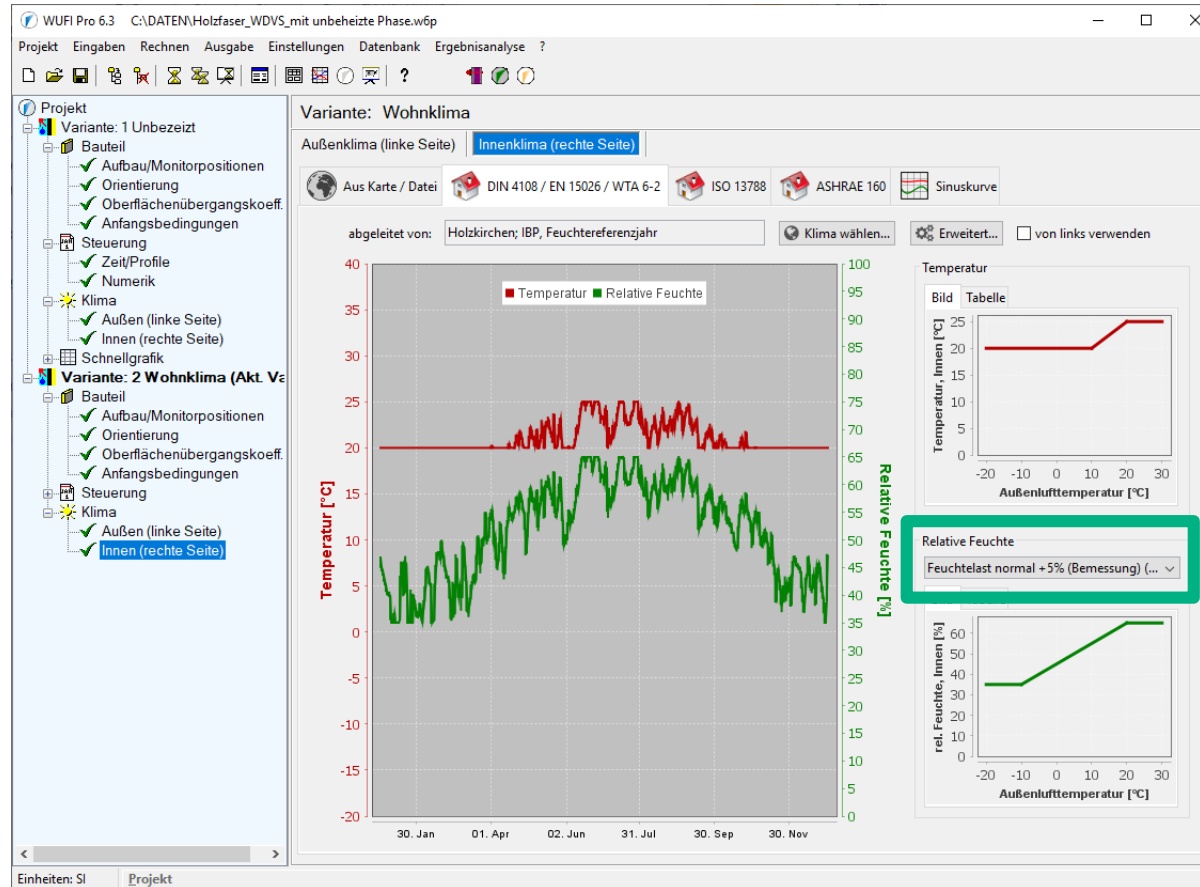 WUFI Pro 6.3 C:\DATEN\Holzfaser_WDVS_mit unbeheizte Phase.w6p
Projekt Eingaben Rechnen Ausgabe Einstellungen Datenbank Ergebnisanalyse ?
Projekt
Variante: 1 Unbezeizt
Bauteil
Aufbau/Monitorpositionen
Orientierung
Oberflächenübergangskoeff.
Anfangsbedingungen
Steuerung
Zeit/Profile
Numerik
Klima
Außen (linke Seite)
Innen (rechte Seite)
Schnellgrafik
Variante: 2 Wohnklima (Akt. Va
Bauteil
Aufbau/Monitorpositionen
Orientierung
Oberflächenübergangskoeff.
Anfangsbedingungen
Steuerung
Klima
Außen (linke Seite)
Innen (rechte Seite)
Variante: Wohnklima
Außenklima (linke Seite) Innenklima (rechte Seite)
Aus Karte / Datei DIN 4108 / EN 15026 / WTA 6-2 ISO 13788 ASHRAE 160 Sinuskurve
abgeleitet von: Holzkirchen; IBP, Feuchtereferenzjahr Klima wählen... Erweitert... von links verwenden
Temperatur Relative Feuchte
Temperatur [°C]
40
35
30
25
20
15
10
5
0
-5
-10
-15
-20
100
95
90
85
80
75
70
65
60
55
50
45
40
35
30
25
20
15
10
5
0
Relative Feuchte [%]
30. Jan 01. Apr 02. Jun 31. Jul 30. Sep 30. Nov
Temperatur
Bild Tabelle
Temperatur, Innen [°C]
25
20
15
10
5
0
-20 -10 0 10 20 30
Außenlufttemperatur [°C]
Relative Feuchte
Feuchtelast normal +5% (Bemessung) (...
rel. Feuchte, Innen [%]
60
50
40
30
20
10
0
-20 -10 0 10 20 30
Außenlufttemperatur [°C]
Einheiten: SI Projekt